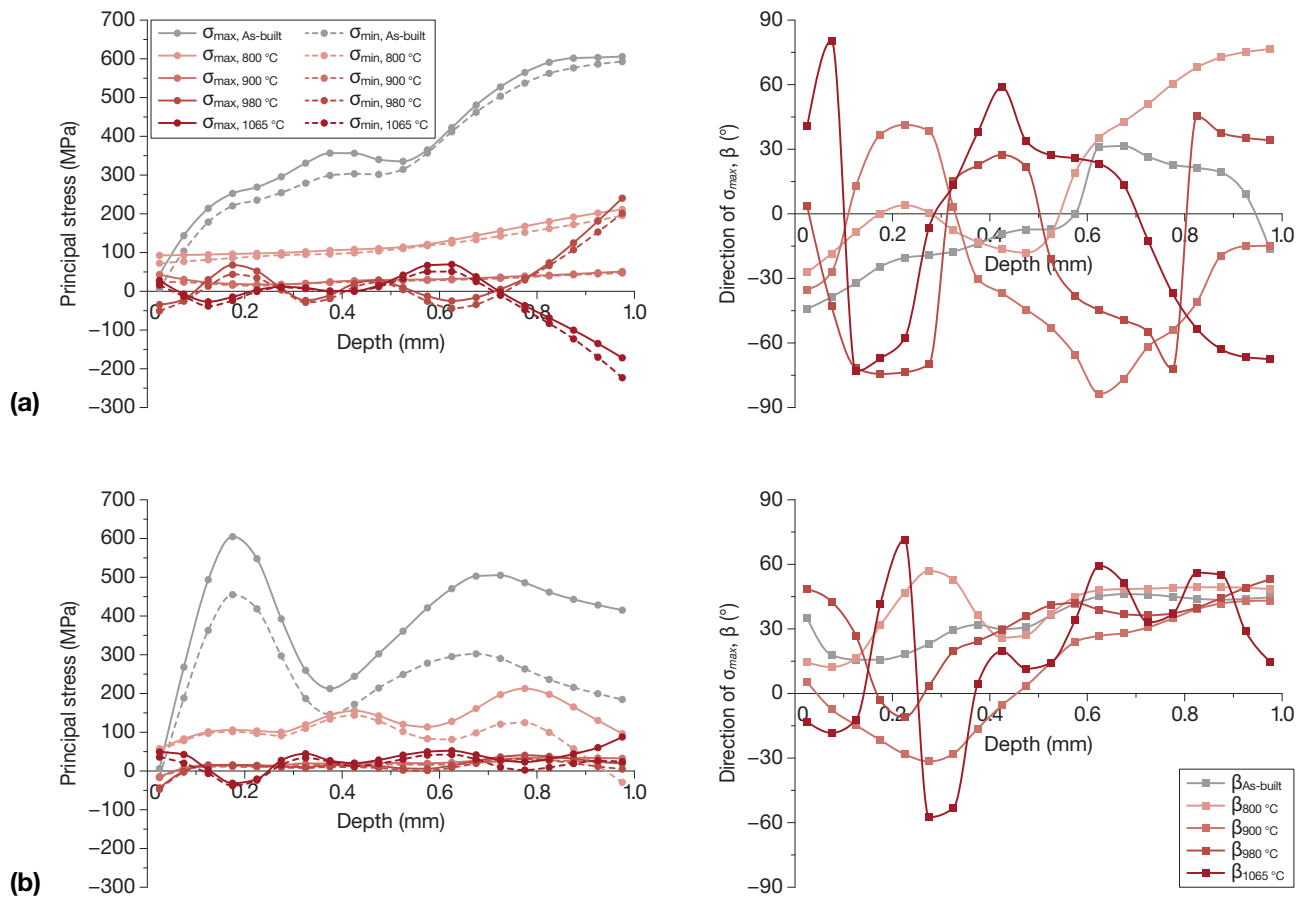 700
600
500
400
300
200
100
0
−100
−200
−300
Principal stress (MPa)
σmax, As-built σmin, As-built
σmax, 800 °C σmin, 800 °C
σmax, 900 °C σmin, 900 °C
σmax, 980 °C σmin, 980 °C
σmax, 1065 °C σmin, 1065 °C
0 0.2 0.4 0.6 0.8 1.0
Depth (mm)
90
60
30
0
−30
−60
−90
Direction of σmax, β (°)
0 0.2 0.4 0.6 0.8 1.0
Depth (mm)
(a)
700
600
500
400
300
200
100
0
−100
−200
−300
Principal stress (MPa)
0 0.2 0.4 0.6 0.8 1.0
Depth (mm)
90
60
30
0
−30
−60
−90
Direction of σmax, β (°)
0 0.2 0.4 0.6 0.8 1.0
Depth (mm)
βAs-built
β800 °C
β900 °C
β980 °C
β1065 °C
(b)